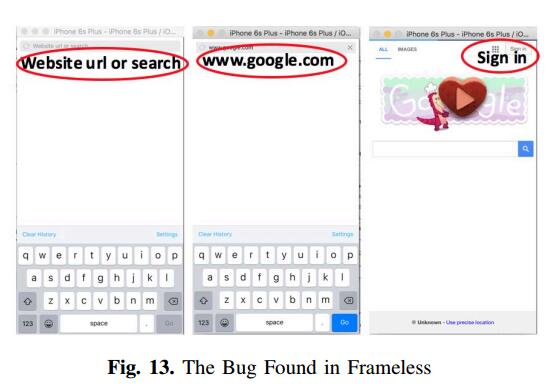 iPhone 6s Plus - iPhone 6s Plus / iO...
Website url or search
Website url or search
Clear History
Settings
q w e r t y u i o p
a s d f g h j k l
z x c v b n m
123
space
.
Go
iPhone 6s Plus - iPhone 6s Plus / iO...
www.google.com
www.google.com
Clear History
Settings
q w e r t y u i o p
a s d f g h j k l
z x c v b n m
123
space
.
Go
iPhone 6s Plus - iPhone 6s Plus / iO...
ALL IMAGES
Sign in
Sign in
Google
Unknown - Use precise location
Fig. 13. The Bug Found in Frameless